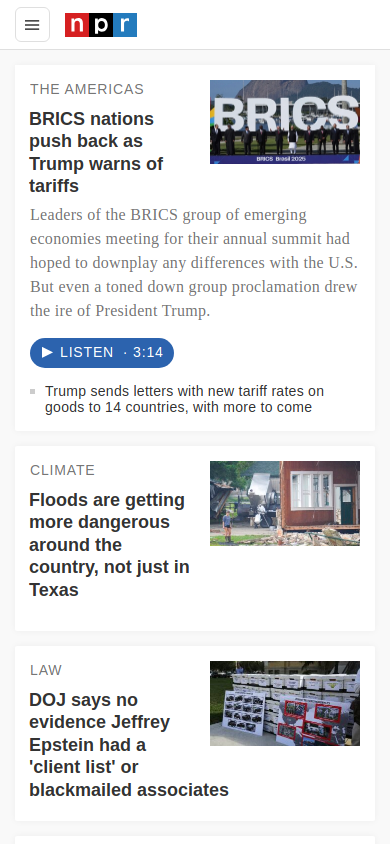 npr
THE AMERICAS
BRICS nations
push back as
Trump warns of
tariffs
BRICS
BRICS Brasil 2025
Leaders of the BRICS group of emerging
economies meeting for their annual summit had
hoped to downplay any differences with the U.S.
But even a toned down group proclamation drew
the ire of President Trump.
LISTEN · 3:14
Trump sends letters with new tariff rates on
goods to 14 countries, with more to come
CLIMATE
Floods are getting
more dangerous
around the
country, not just in
Texas
LAW
DOJ says no
evidence Jeffrey
Epstein had a
'client list' or
blackmailed associates